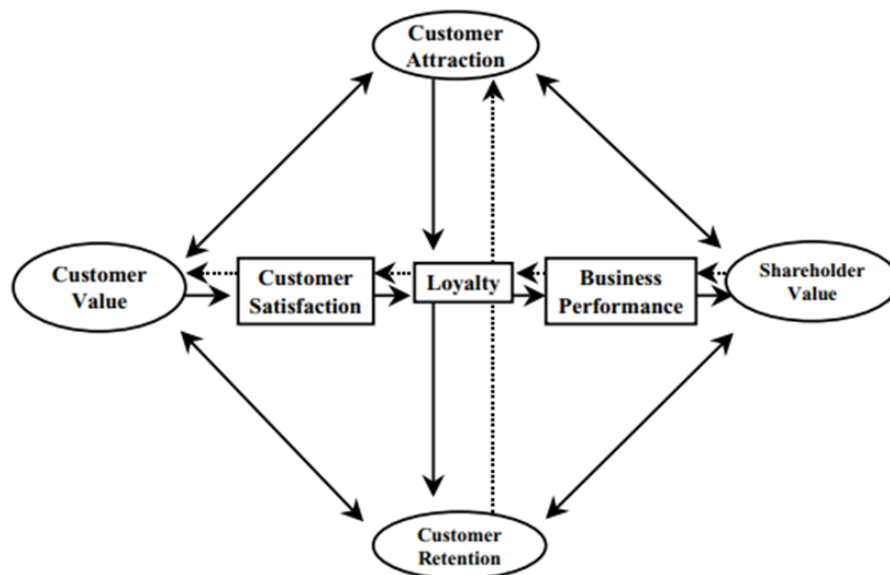 Customer
Attraction
Customer
Value
Customer
Satisfaction
Loyalty
Business
Performance
Shareholder
Value
Customer
Retention